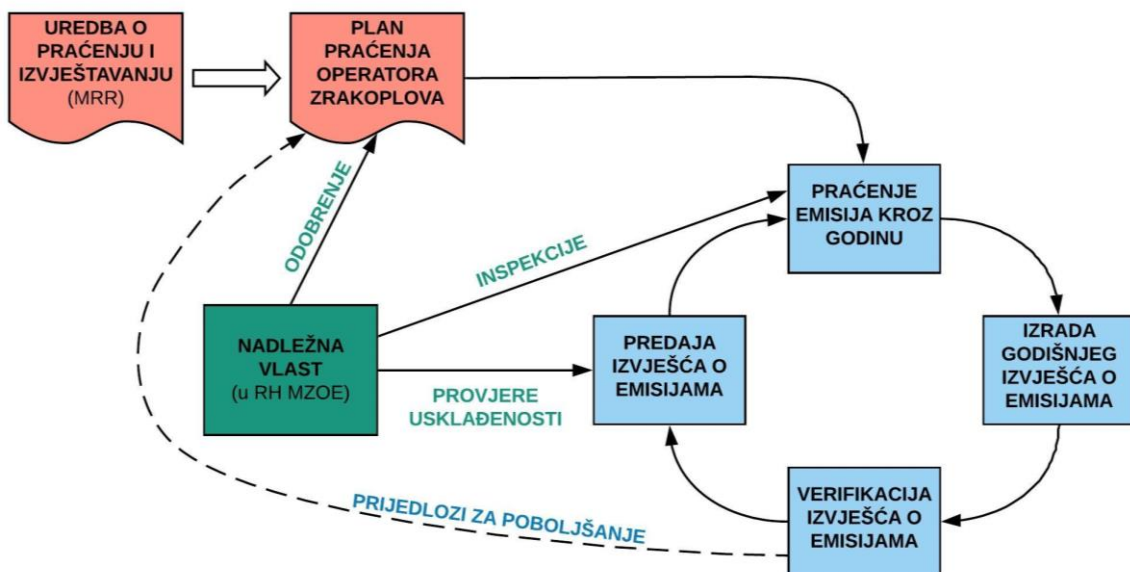 UREDBA O
PRAĆENJU I
IZVJEŠTAVANJU
(MRR)
PLAN
PRAĆENJA
OPERATORA
ZRAKOPLOVA
ODOBRENJE
INSPEKCIJE
PRAĆENJE
EMISIJA KROZ
GODINU
NADLEŽNA
VLAST
(u RH MZOE)
PROVJERE
USKLAĐENOSTI
PREDAJA
IZVJEŠĆA O
EMISIJAMA
IZRADA
GODIŠNJEG
IZVJEŠĆA O
EMISIJAMA
PRIJEDLOZI ZA POBOLJŠANJE
VERIFIKACIJA
IZVJEŠĆA O
EMISIJAMA